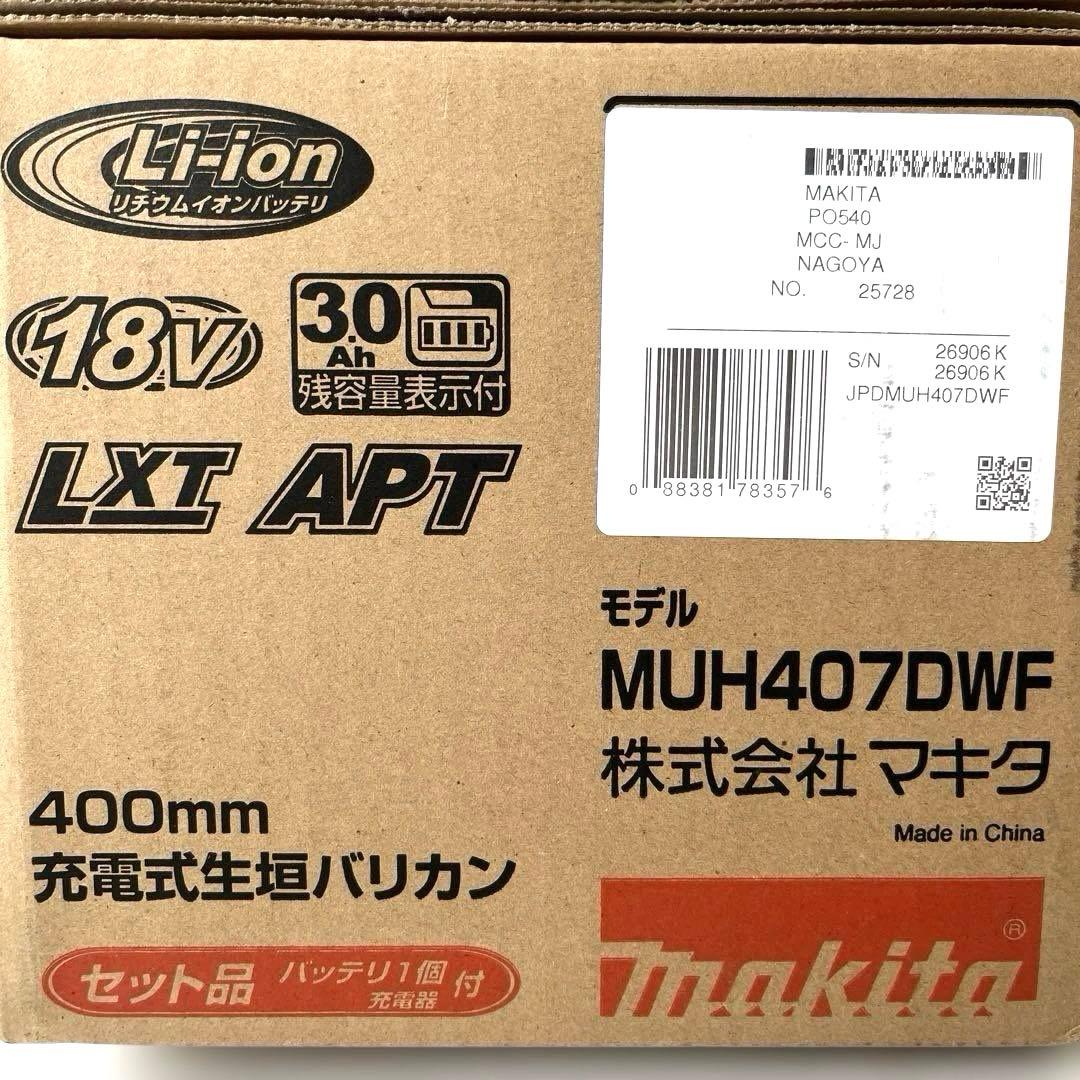 Li-ion
リチウムイオンバッテリ
18V
3.0
Ah
残容量表示付
LXT APT
MAKITA
PO540
MCC- MJ
NAGOYA
NO. 25728
S/N 26906 K
26906 K
JPDMUH407DWF
0 88381 78357 6
モデル
MUH407DWF
株式会社 マキタ
Made in China
400mm
充電式生垣バリカン
セット品 バッテリ1個 充電器 付
makita ®